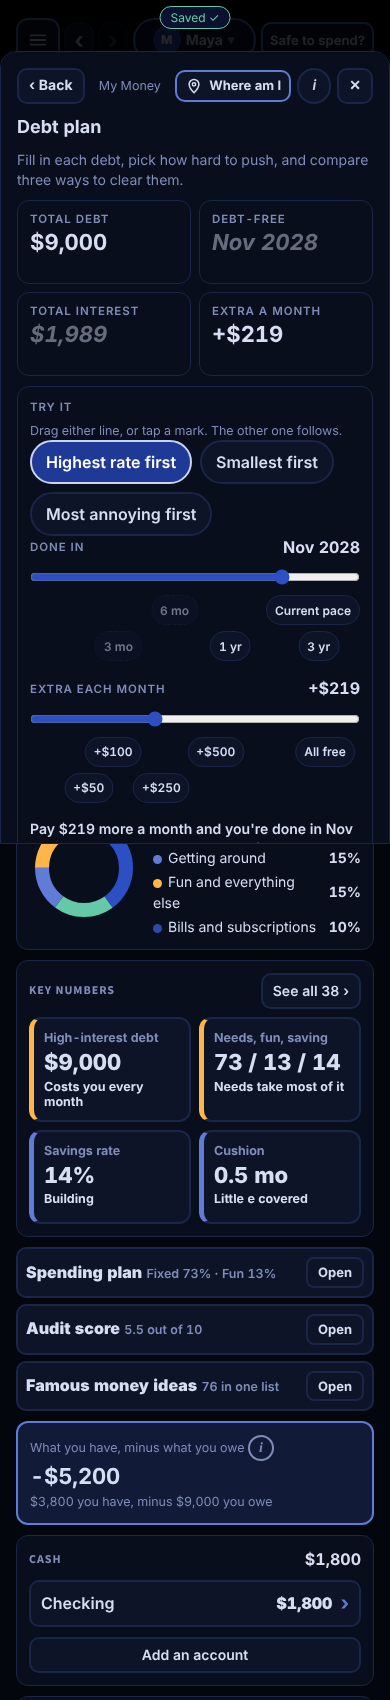 Saved ✓
M Maya ▾
Safe to spend?
‹ Back
My Money
Where am I
i
✕
Debt plan
Fill in each debt, pick how hard to push, and compare
three ways to clear them.
TOTAL DEBT
$9,000
DEBT-FREE
Nov 2028
TOTAL INTEREST
$1,989
EXTRA A MONTH
+$219
TRY IT
Drag either line, or tap a mark. The other one follows.
Highest rate first
Smallest first
Most annoying first
DONE IN
Nov 2028
6 mo
Current pace
3 mo
1 yr
3 yr
EXTRA EACH MONTH
+$219
+$100
+$500
All free
+$50
+$250
Pay $219 more a month and you're done in Nov
Getting around 15%
Fun and everything
else
15%
Bills and subscriptions 10%
KEY NUMBERS
See all 38 ›
High-interest debt
$9,000
Costs you every
month
Needs, fun, saving
73 / 13 / 14
Needs take most of it
Savings rate
14%
Building
Cushion
0.5 mo
Little e covered
Spending plan Fixed 73% · Fun 13%
Open
Audit score 5.5 out of 10
Open
Famous money ideas 76 in one list
Open
What you have, minus what you owe i
-$5,200
$3,800 you have, minus $9,000 you owe
CASH
$1,800
Checking
$1,800 ›
Add an account